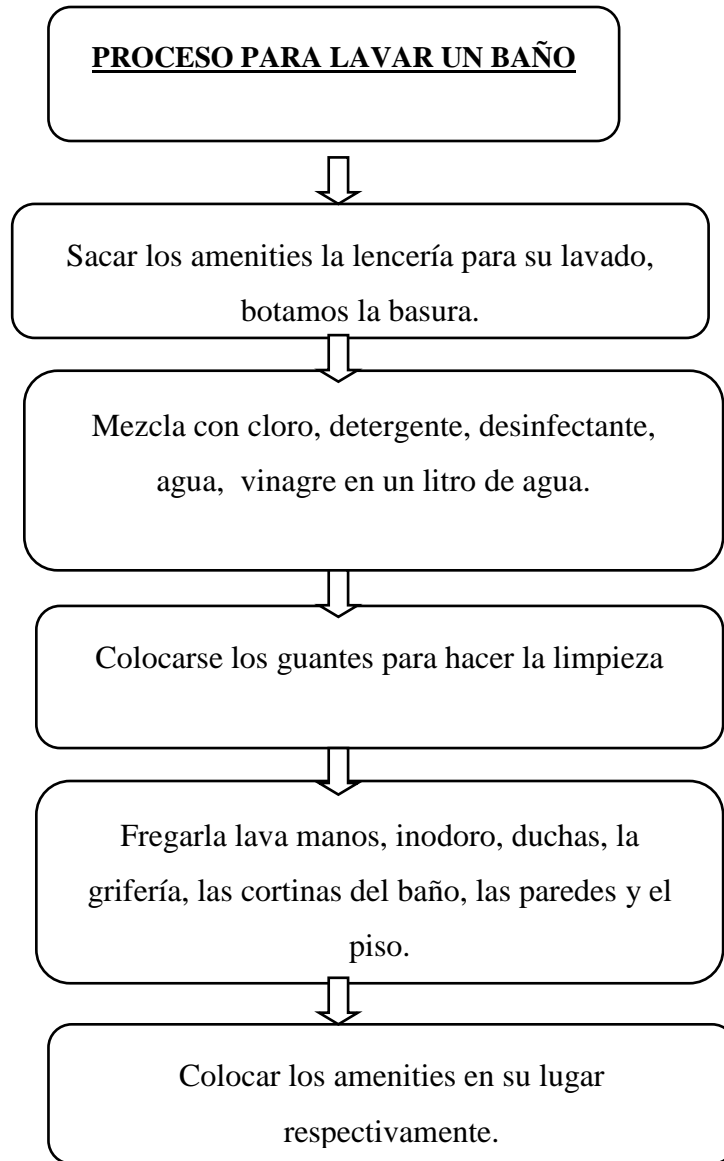 PROCESO PARA LAVAR UN BAÑO
Sacar los amenities la lencería para su lavado,
botamos la basura.
Mezcla con cloro, detergente, desinfectante,
agua,  vinagre en un litro de agua.
Colocarse los guantes para hacer la limpieza
Fregarla lava manos, inodoro, duchas, la
grifería, las cortinas del baño, las paredes y el
piso.
Colocar los amenities en su lugar
respectivamente.